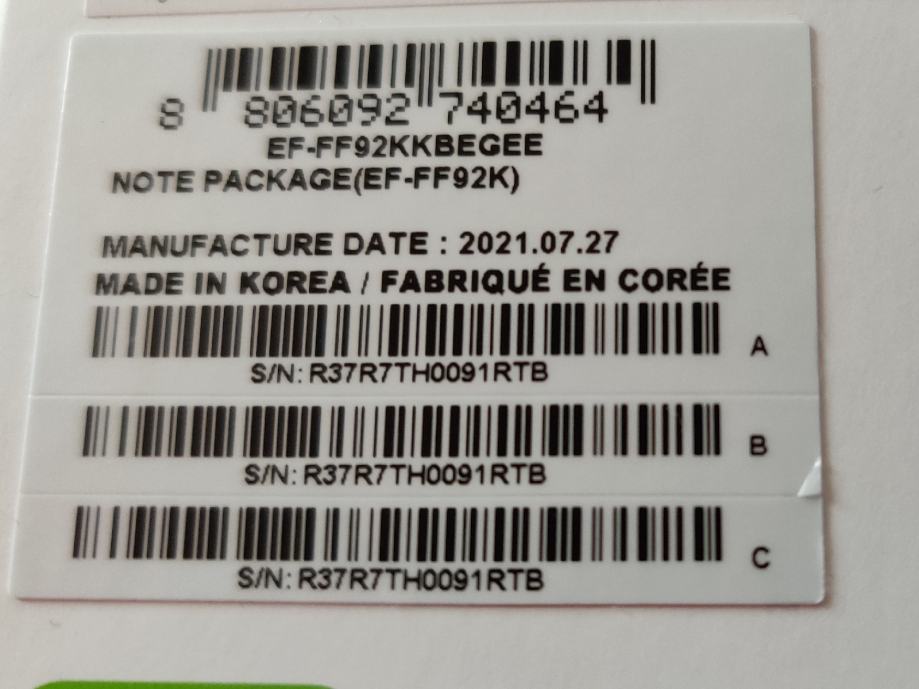 8 806092 740464
EF-FF92KKBEGEE
NOTE PACKAGE(EF-FF92K)
MANUFACTURE DATE : 2021.07.27
MADE IN KOREA / FABRIQUÉ EN CORÉE
A
S/N: R37R7TH0091RTB
B
S/N: R37R7TH0091RTB
C
S/N: R37R7TH0091RTB